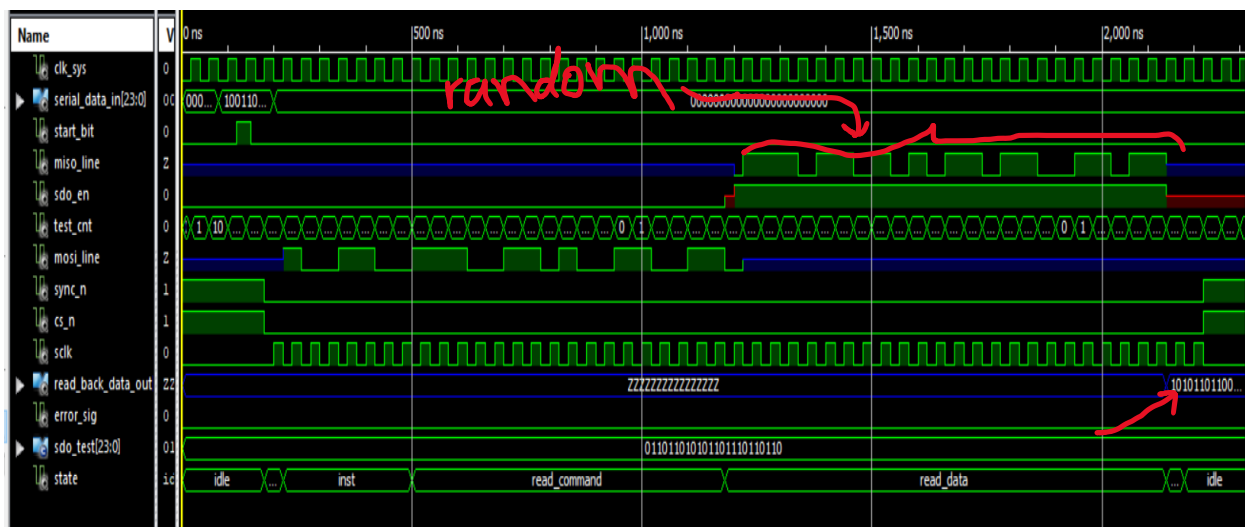 Name V 0 ns 500 ns 1,000 ns 1,500 ns 2,000 ns
clk_sys 0
serial_data_in[23:0] 00 000... 100110... 000000000000000000000000
random
start_bit 0
miso_line Z
sdo_en 0
test_cnt 0 1 10 ... 0 1 ... 0 1 ...
mosi_line Z
sync_n 1
cs_n 1
sclk 0
read_back_data_out ZZ ZZZZZZZZZZZZZZZZ 10101101100...
error_sig 0
sdo_test[23:0] 01 011011010101101110110110
state id idle ... inst read_command read_data ... idle